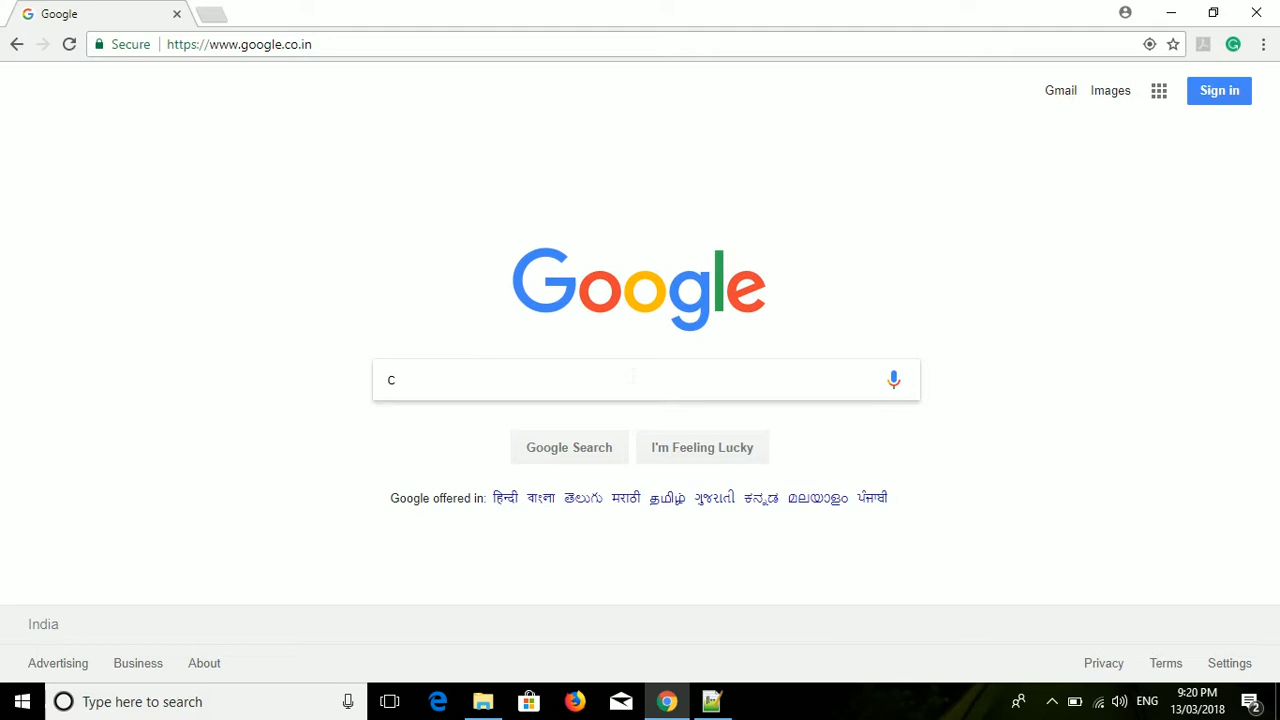 Google
Secure https://www.google.co.in
Gmail Images Sign in
Google
c
Google Search I'm Feeling Lucky
Google offered in: हिन्दी বাংলা తెలుగు मराठी தமிழ் ગુજરાતી ಕನ್ನಡ മലയാളം ਪੰਜਾਬੀ
India
Advertising Business About Privacy Terms Settings
Type here to search ENG 9:20 PM
13/03/2018 2